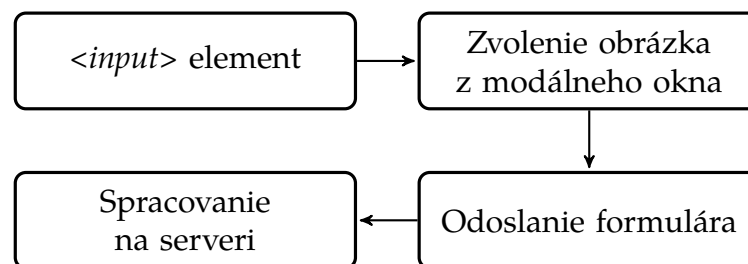 <input> element
Zvolenie obrázka
z modálneho okna
Odoslanie formulára
Spracovanie
na serveri